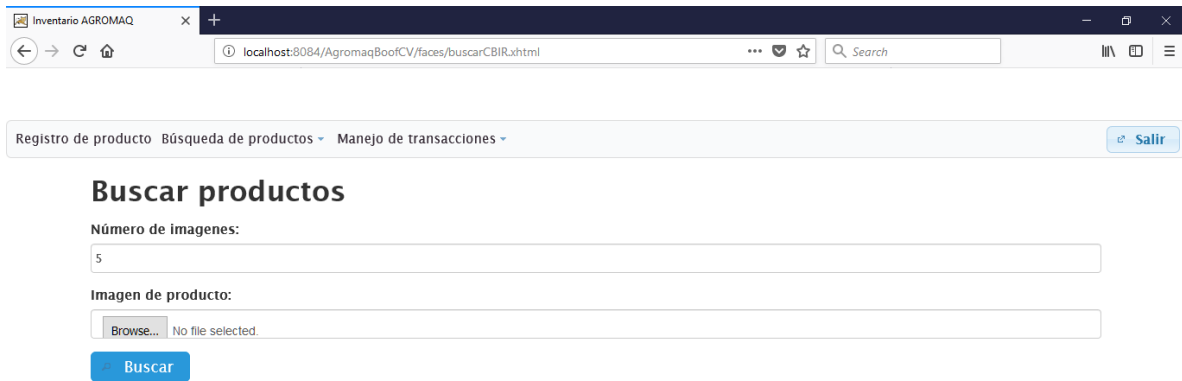 Inventario AGROMAQ
localhost:8084/AgromaqBoofCV/faces/buscarCBIR.xhtml
Search
Registro de producto Búsqueda de productos Manejo de transacciones Salir
Buscar productos
Número de imagenes:
5
Imagen de producto:
Browse... No file selected.
Buscar